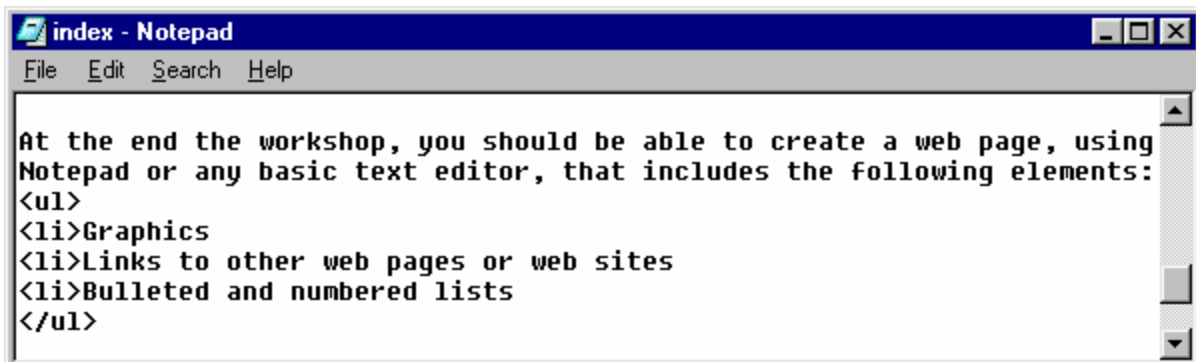 index - Notepad
File Edit Search Help
At the end the workshop, you should be able to create a web page, using
Notepad or any basic text editor, that includes the following elements:
<ul>
<li>Graphics
<li>Links to other web pages or web sites
<li>Bulleted and numbered lists
</ul>